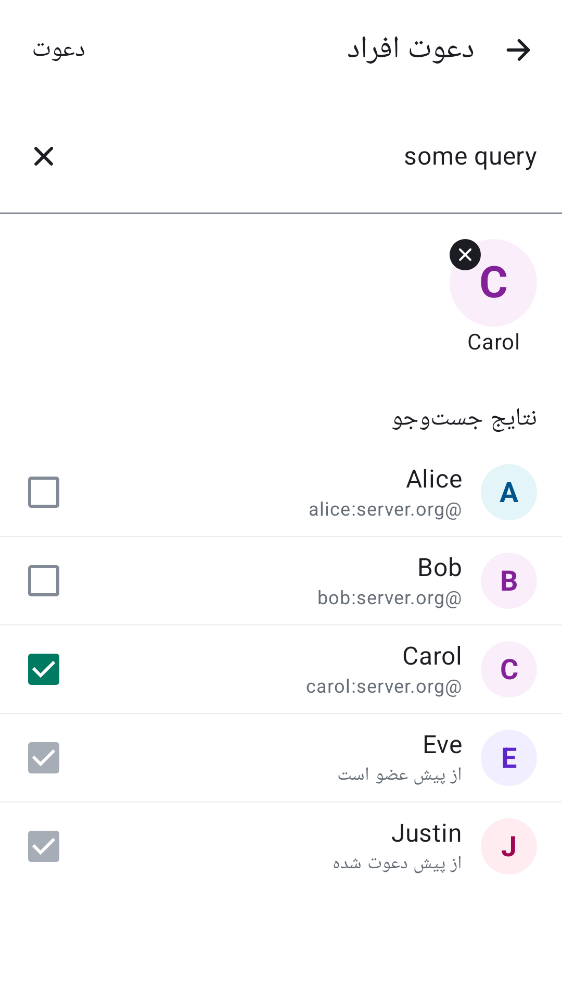 دعوت افراد
دعوت
some query
C
Carol
نتایج جست‌وجو
A
Alice
@alice:server.org
B
Bob
@bob:server.org
C
Carol
@carol:server.org
E
Eve
از پیش عضو است
J
Justin
از پیش دعوت شده